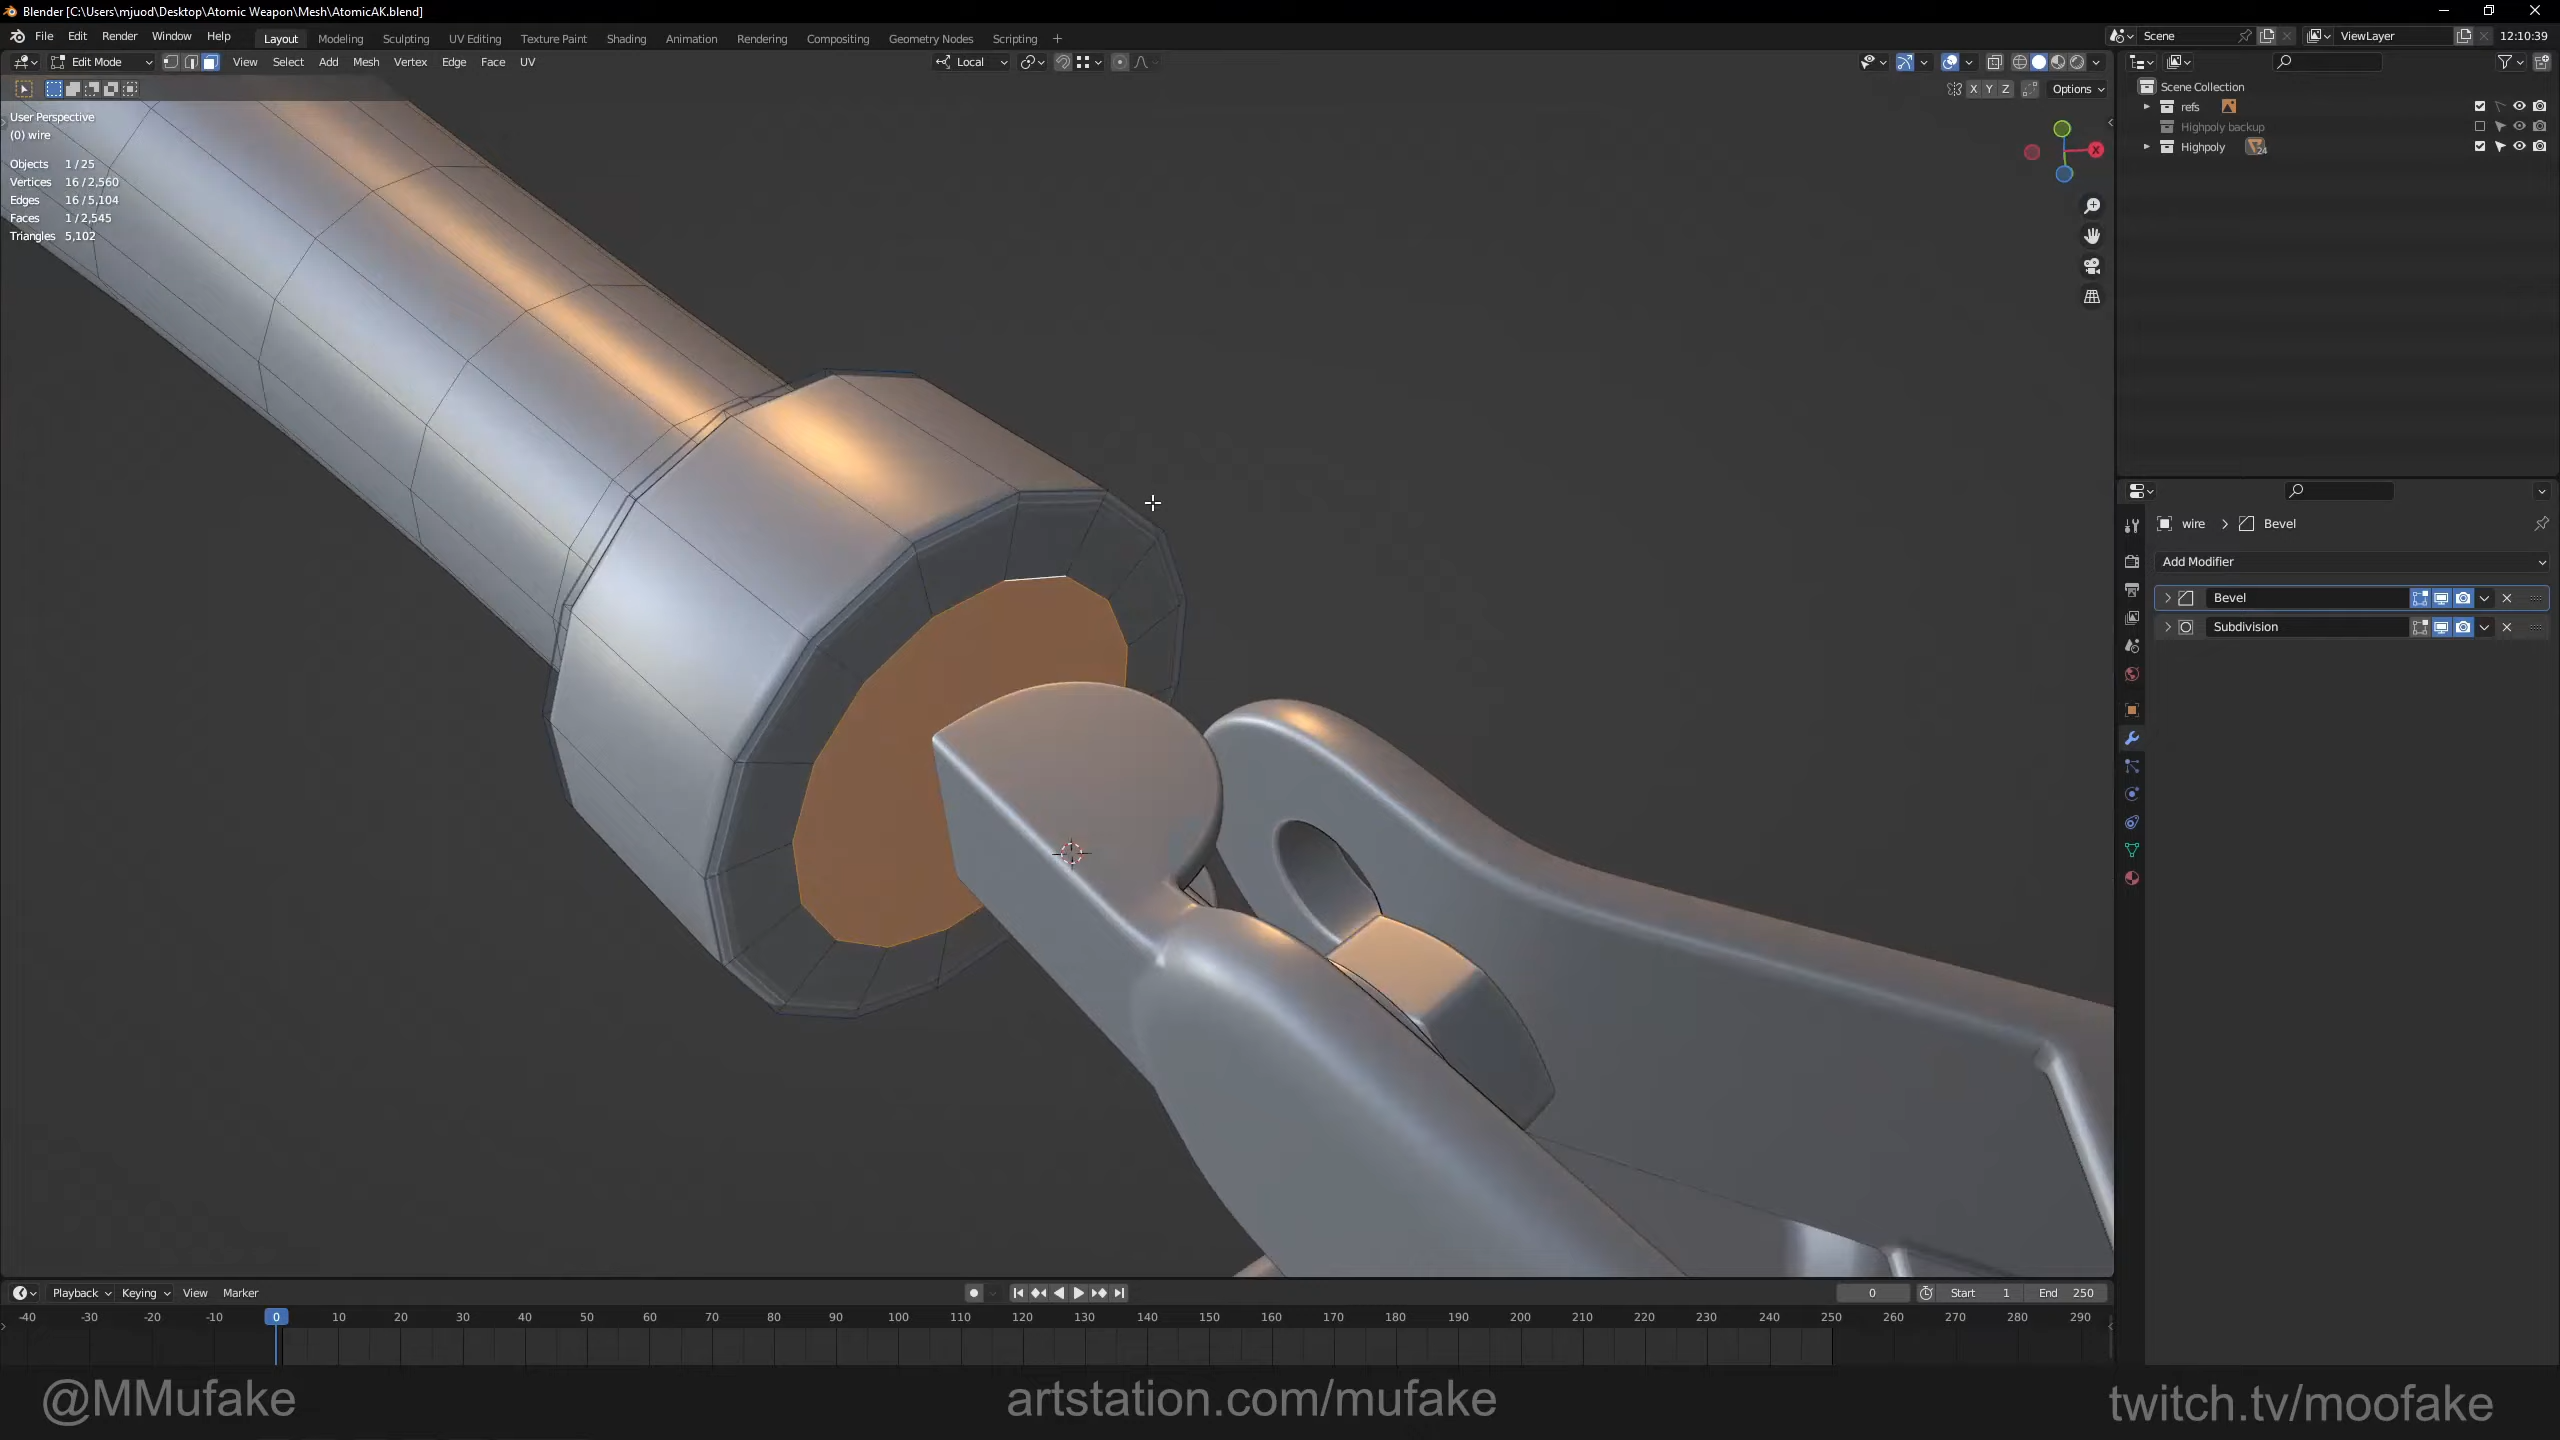 Blender [C:\Users\mjuod\Desktop\Atomic Weapon\Mesh\AtomicAK.blend]
File Edit Render Window Help Layout Modeling Sculpting UV Editing Texture Paint Shading Animation Rendering Compositing Geometry Nodes Scripting + Scene ViewLayer 12:10:39
Edit Mode View Select Add Mesh Vertex Edge Face UV Local
X Y Z Options
User Perspective
(0) wire
Objects 1 / 25
Vertices 16 / 2,560
Edges 16 / 5,104
Faces 1 / 2,545
Triangles 5,102
X
Scene Collection
refs
Highpoly backup
Highpoly 24
wire > Bevel
Add Modifier
Bevel
Subdivision
Playback Keying View Marker 0 Start 1 End 250
-40 -30 -20 -10 0 10 20 30 40 50 60 70 80 90 100 110 120 130 140 150 160 170 180 190 200 210 220 230 240 250 260 270 280 290
@MMufake artstation.com/mufake twitch.tv/moofake